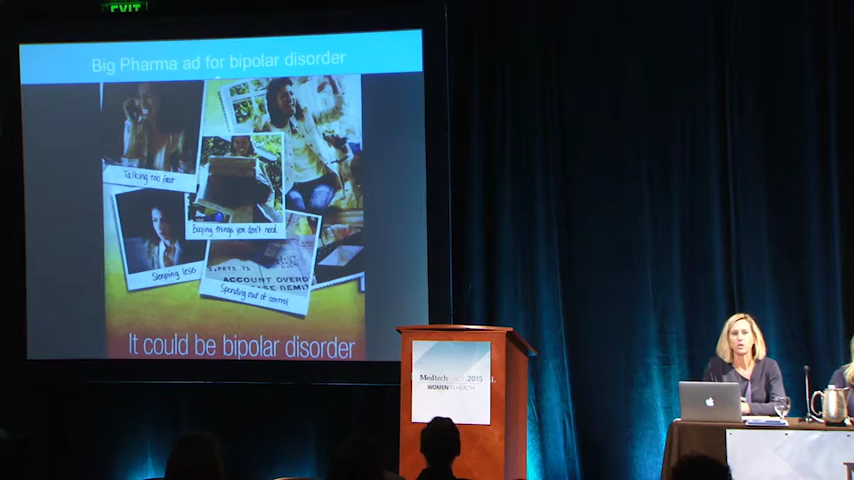 EXIT
Big Pharma ad for bipolar disorder
Talking too fast
Buying things you don't need
Sleeping less
ACCOUNT OVERD
Spending out of control
It could be bipolar disorder
Medtech 2015
WOMEN IN HEALTH